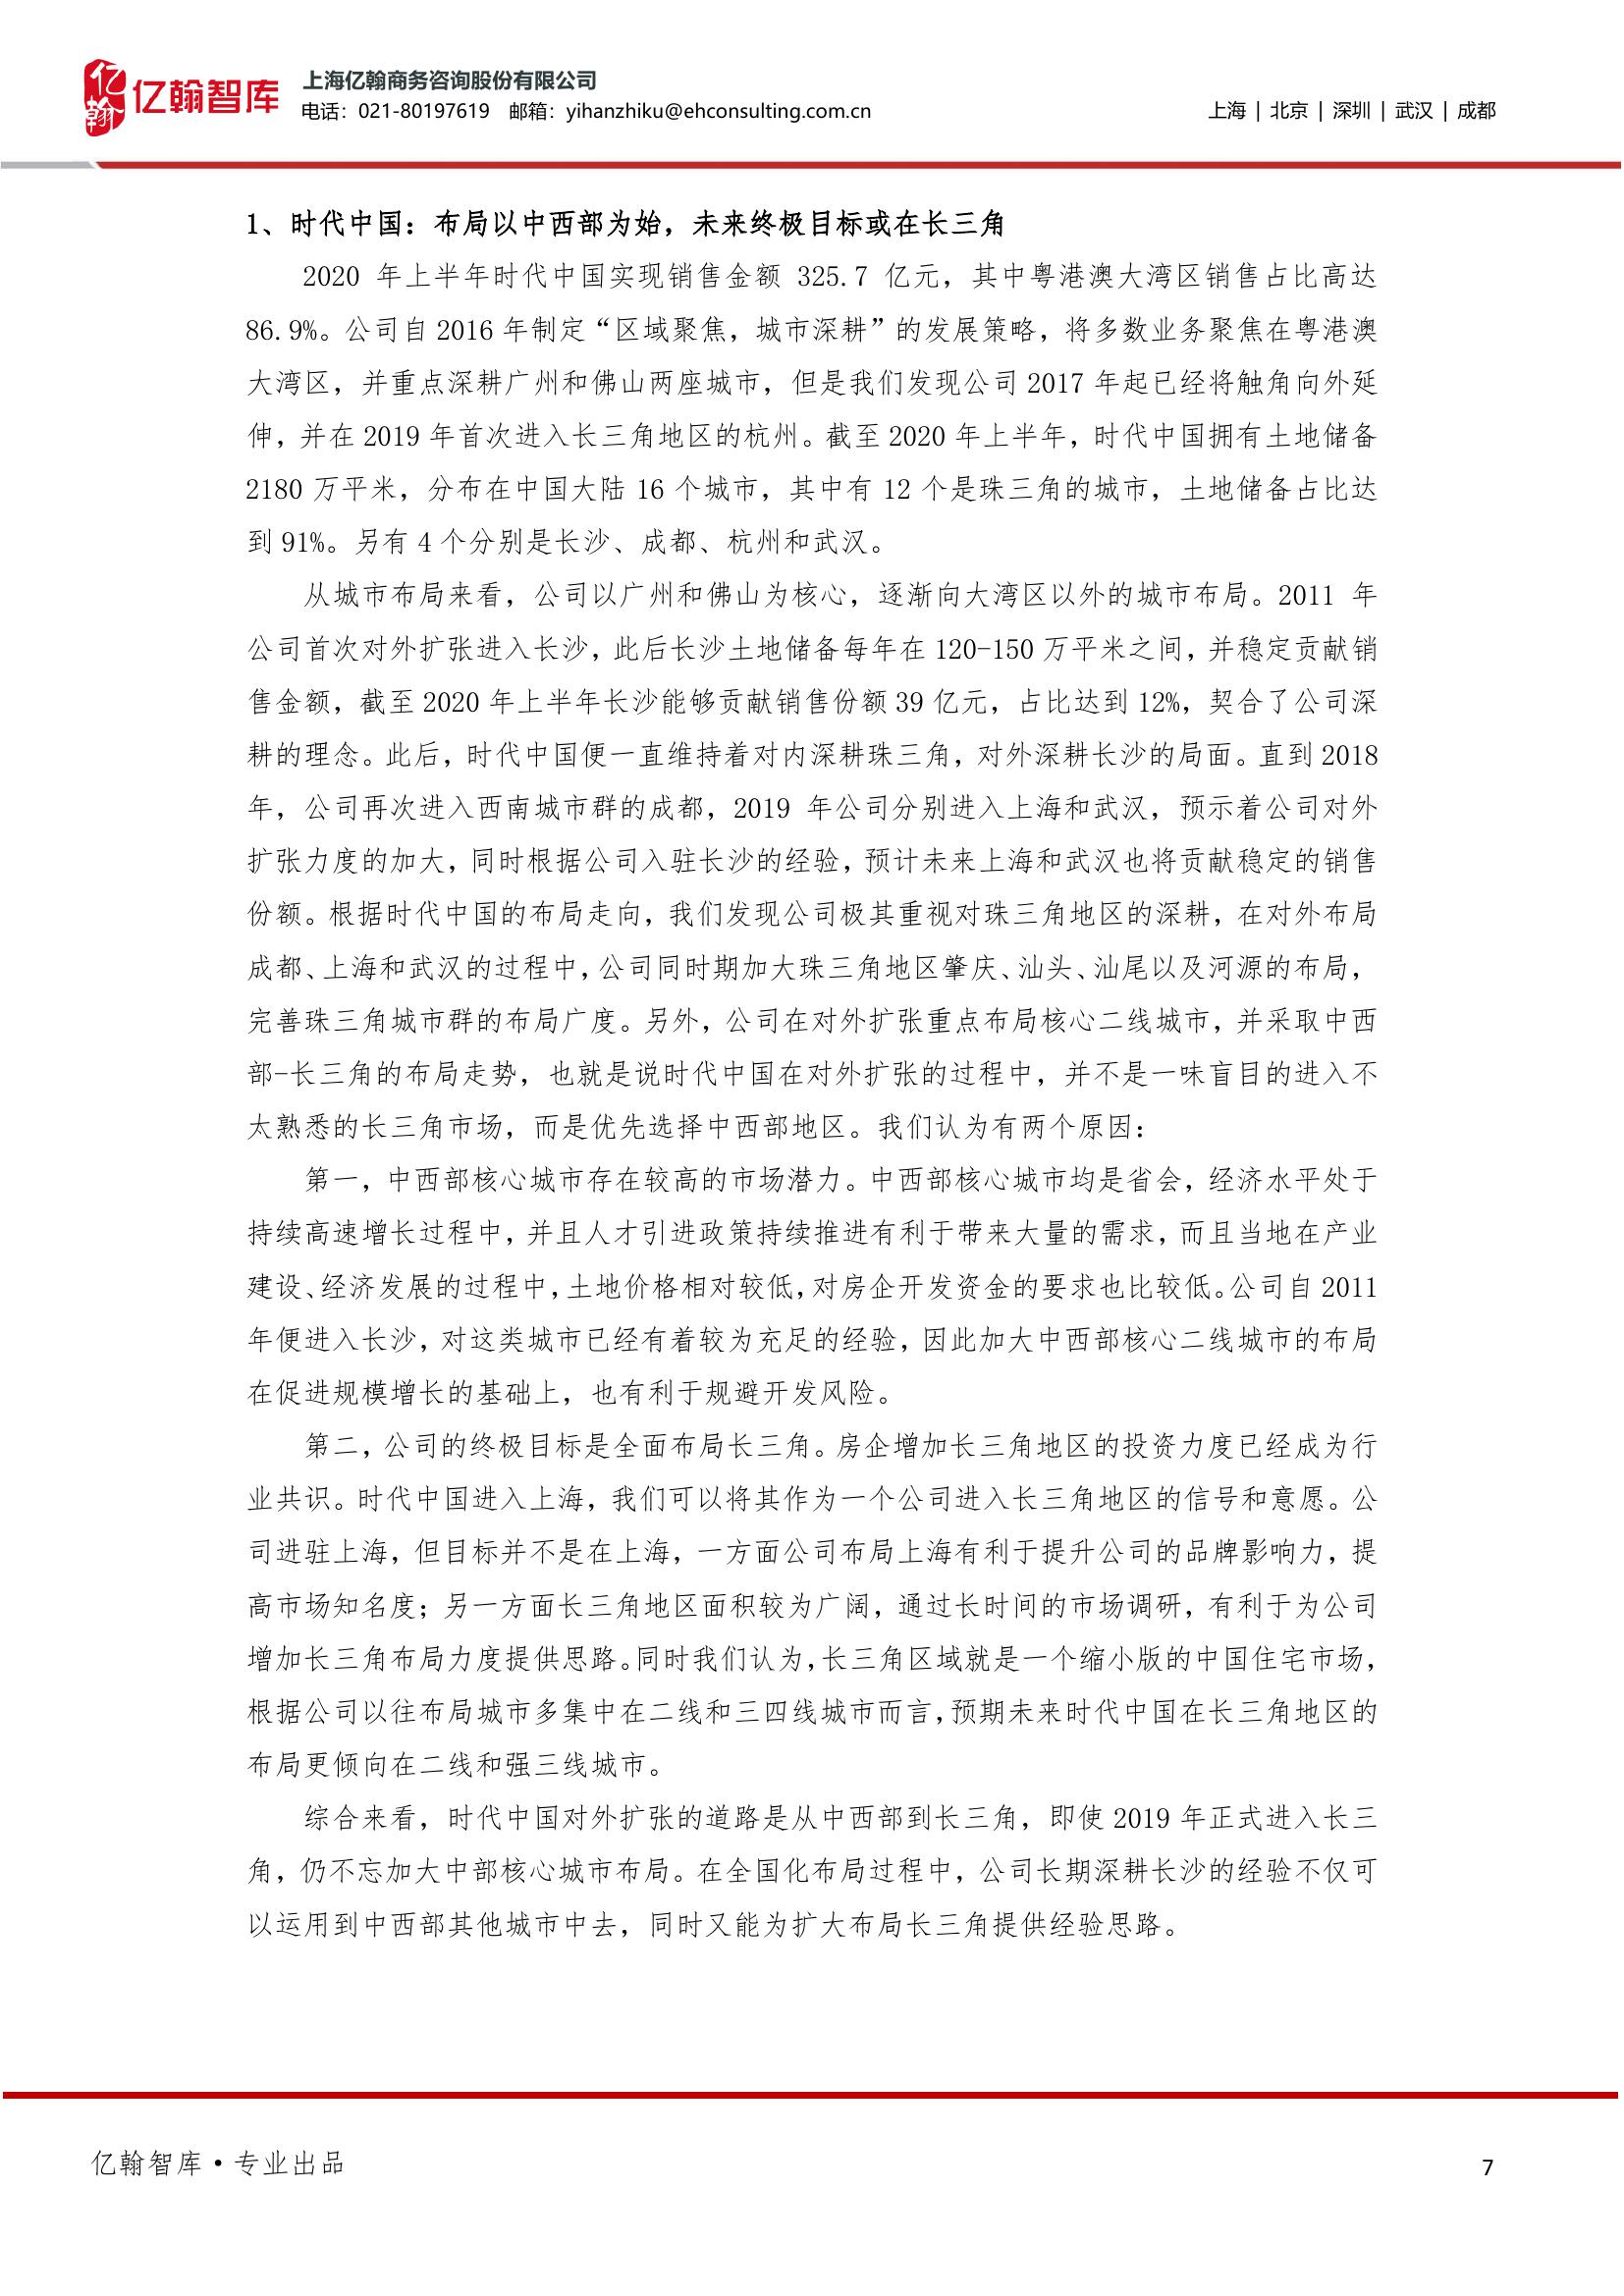 亿翰
亿翰智库
上海亿翰商务咨询股份有限公司
电话：021-80197619 邮箱：yihanzhiku@ehconsulting.com.cn
上海 | 北京 | 深圳 | 武汉 | 成都
1、时代中国：布局以中西部为始，未来终极目标或在长三角
2020 年上半年时代中国实现销售金额 325.7 亿元，其中粤港澳大湾区销售占比高达
86.9%。公司自 2016 年制定“区域聚焦，城市深耕”的发展策略，将多数业务聚焦在粤港澳
大湾区，并重点深耕广州和佛山两座城市，但是我们发现公司 2017 年起已经将触角向外延
伸，并在 2019 年首次进入长三角地区的杭州。截至 2020 年上半年，时代中国拥有土地储备
2180 万平米，分布在中国大陆 16 个城市，其中有 12 个是珠三角的城市，土地储备占比达
到 91%。另有 4 个分别是长沙、成都、杭州和武汉。
从城市布局来看，公司以广州和佛山为核心，逐渐向大湾区以外的城市布局。2011 年
公司首次对外扩张进入长沙，此后长沙土地储备每年在 120-150 万平米之间，并稳定贡献销
售金额，截至 2020 年上半年长沙能够贡献销售份额 39 亿元，占比达到 12%，契合了公司深
耕的理念。此后，时代中国便一直维持着对内深耕珠三角，对外深耕长沙的局面。直到 2018
年，公司再次进入西南城市群的成都，2019 年公司分别进入上海和武汉，预示着公司对外
扩张力度的加大，同时根据公司入驻长沙的经验，预计未来上海和武汉也将贡献稳定的销售
份额。根据时代中国的布局走向，我们发现公司极其重视对珠三角地区的深耕，在对外布局
成都、上海和武汉的过程中，公司同时期加大珠三角地区肇庆、汕头、汕尾以及河源的布局，
完善珠三角城市群的布局广度。另外，公司在对外扩张重点布局核心二线城市，并采取中西
部-长三角的布局走势，也就是说时代中国在对外扩张的过程中，并不是一味盲目的进入不
太熟悉的长三角市场，而是优先选择中西部地区。我们认为有两个原因：
第一，中西部核心城市存在较高的市场潜力。中西部核心城市均是省会，经济水平处于
持续高速增长过程中，并且人才引进政策持续推进有利于带来大量的需求，而且当地在产业
建设、经济发展的过程中，土地价格相对较低，对房企开发资金的要求也比较低。公司自 2011
年便进入长沙，对这类城市已经有着较为充足的经验，因此加大中西部核心二线城市的布局
在促进规模增长的基础上，也有利于规避开发风险。
第二，公司的终极目标是全面布局长三角。房企增加长三角地区的投资力度已经成为行
业共识。时代中国进入上海，我们可以将其作为一个公司进入长三角地区的信号和意愿。公
司进驻上海，但目标并不是在上海，一方面公司布局上海有利于提升公司的品牌影响力，提
高市场知名度；另一方面长三角地区面积较为广阔，通过长时间的市场调研，有利于为公司
增加长三角布局力度提供思路。同时我们认为，长三角区域就是一个缩小版的中国住宅市场，
根据公司以往布局城市多集中在二线和三四线城市而言，预期未来时代中国在长三角地区的
布局更倾向在二线和强三线城市。
综合来看，时代中国对外扩张的道路是从中西部到长三角，即使 2019 年正式进入长三
角，仍不忘加大中部核心城市布局。在全国化布局过程中，公司长期深耕长沙的经验不仅可
以运用到中西部其他城市中去，同时又能为扩大布局长三角提供经验思路。
亿翰智库·专业出品
7